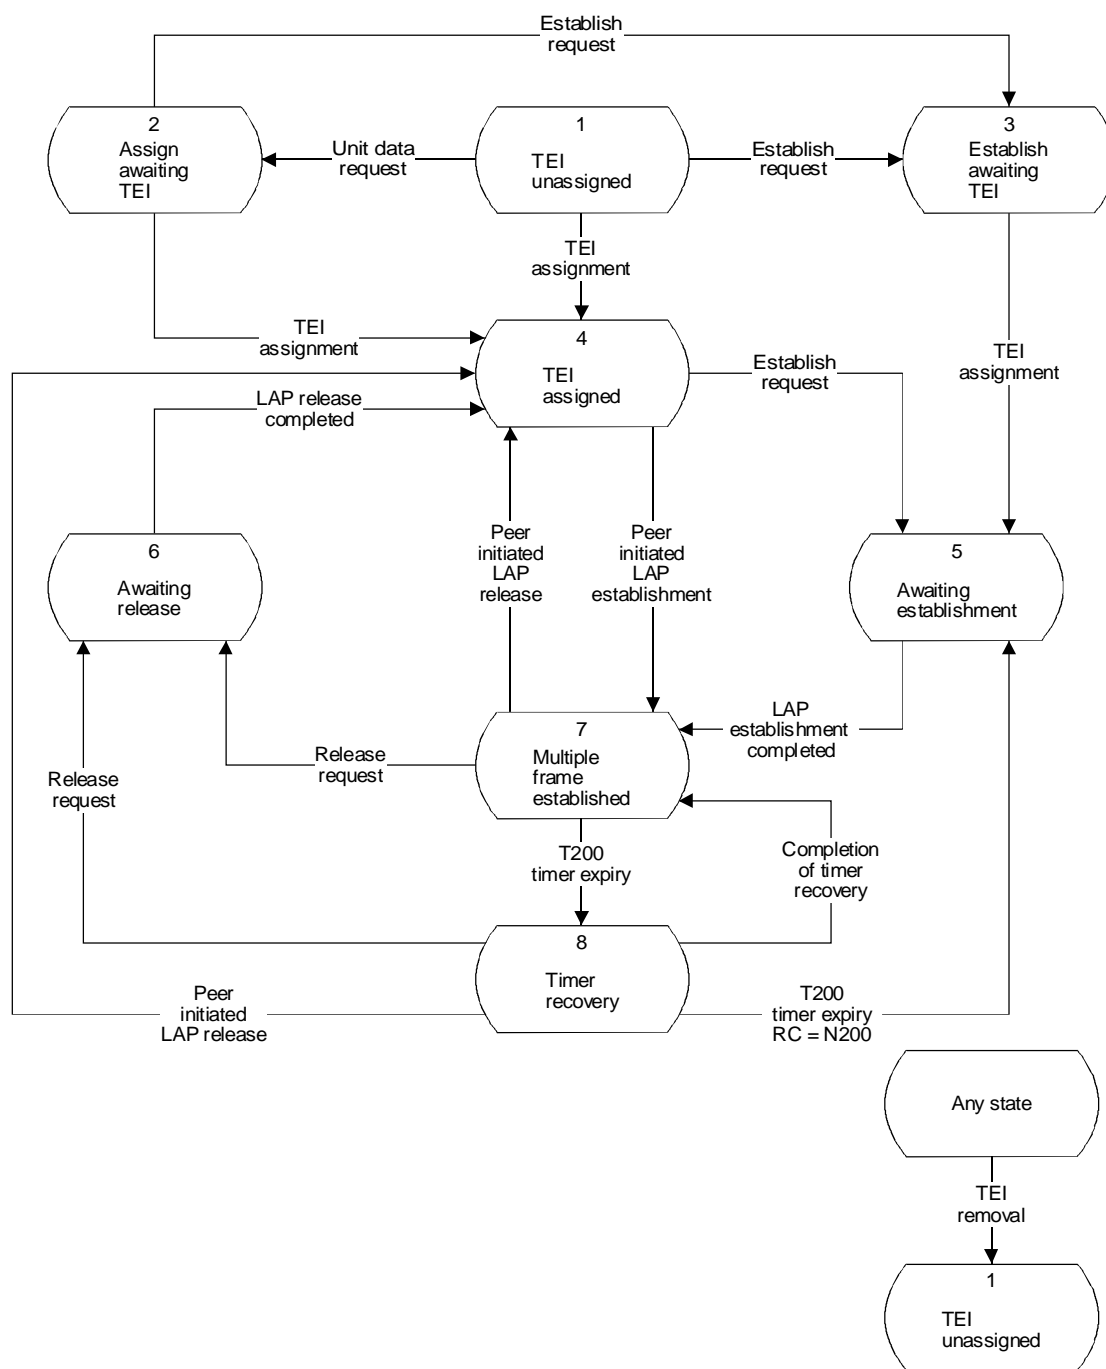 Establish
request
2
Assign
awaiting
TEI
Unit data
request
1
TEI
unassigned
Establish
request
3
Establish
awaiting
TEI
TEI
assignment
TEI
assignment
4
TEI
assigned
Establish
request
TEI
assignment
LAP release
completed
6
Awaiting
release
Peer
initiated
LAP
release
Peer
initiated
LAP
establishment
5
Awaiting
establishment
LAP
establishment
completed
7
Multiple
frame
established
Release
request
Release
request
T200
timer expiry
Completion
of timer
recovery
8
Timer
recovery
Peer
initiated
LAP release
T200
timer expiry
RC = N200
Any state
TEI
removal
1
TEI
unassigned